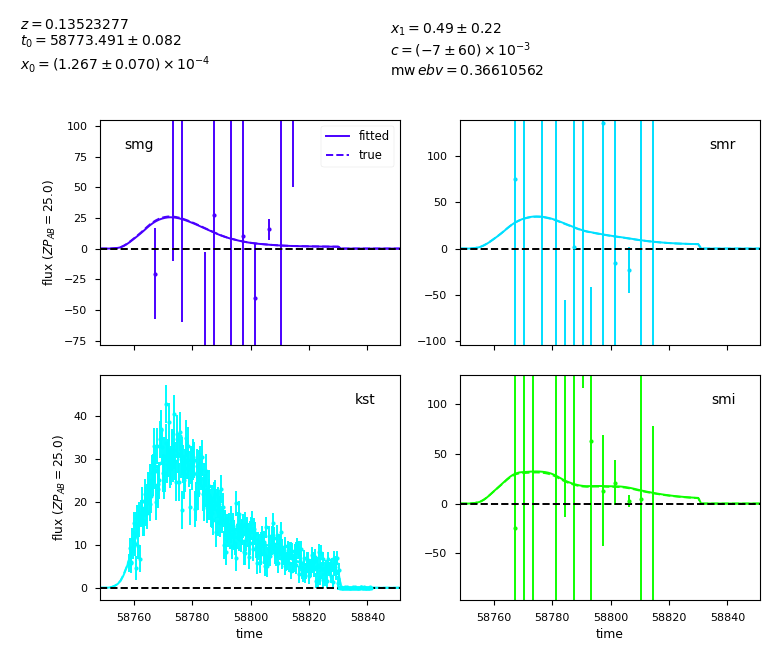 z = 0.13523277
t₀ = 58773.491 ± 0.082
x₀ = (1.267 ± 0.070) × 10⁻⁴
x₁ = 0.49 ± 0.22
c = (−7 ± 60) × 10⁻³
mw ebv = 0.36610562
smg
fitted
true
100
75
50
25
0
−25
−50
−75
flux (ZP_AB = 25.0)
smr
100
50
0
−50
−100
kst
40
30
20
10
0
flux (ZP_AB = 25.0)
58760 58780 58800 58820 58840
time
smi
100
50
0
−50
58760 58780 58800 58820 58840
time